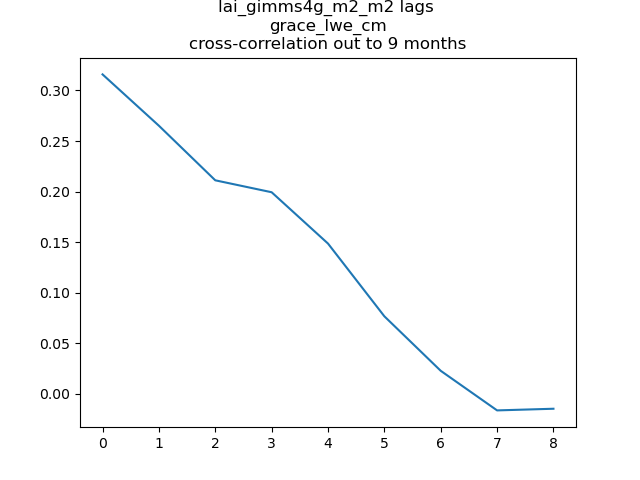 lai_gimms4g_m2_m2 lags
grace_lwe_cm
cross-correlation out to 9 months
0.30
0.25
0.20
0.15
0.10
0.05
0.00
0 1 2 3 4 5 6 7 8